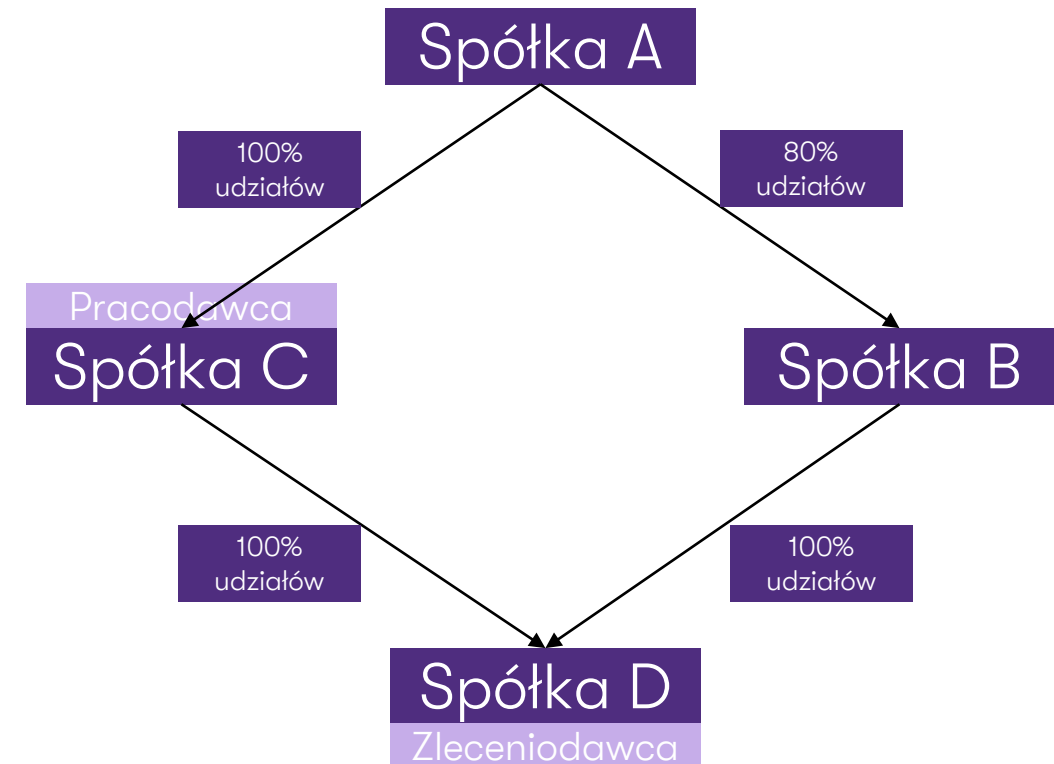 Spółka A
100%
udziałów
80%
udziałów
Pracodawca
Spółka C
Spółka B
100%
udziałów
100%
udziałów
Spółka D
Zleceniodawca